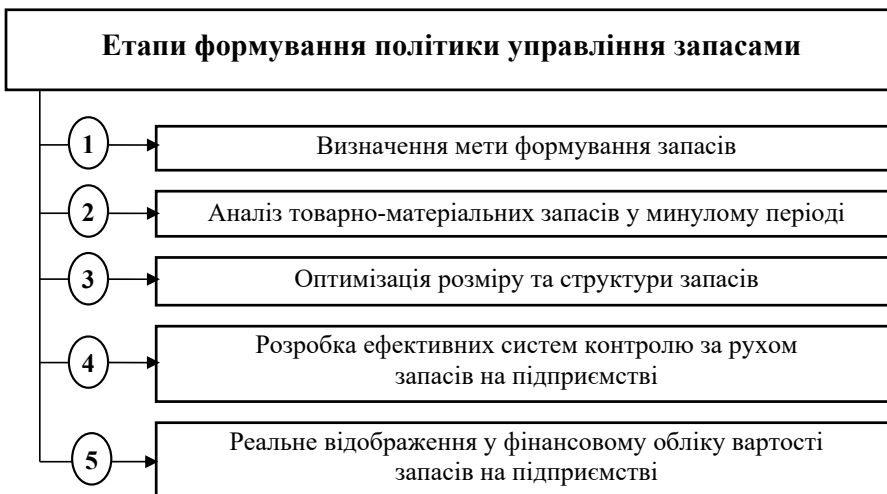 Етапи формування політики управління запасами
1
Визначення мети формування запасів
2
Аналіз товарно-матеріальних запасів у минулому періоді
3
Оптимізація розміру та структури запасів
4
Розробка ефективних систем контролю за рухом
запасів на підприємстві
5
Реальне відображення у фінансовому обліку вартості
запасів на підприємстві